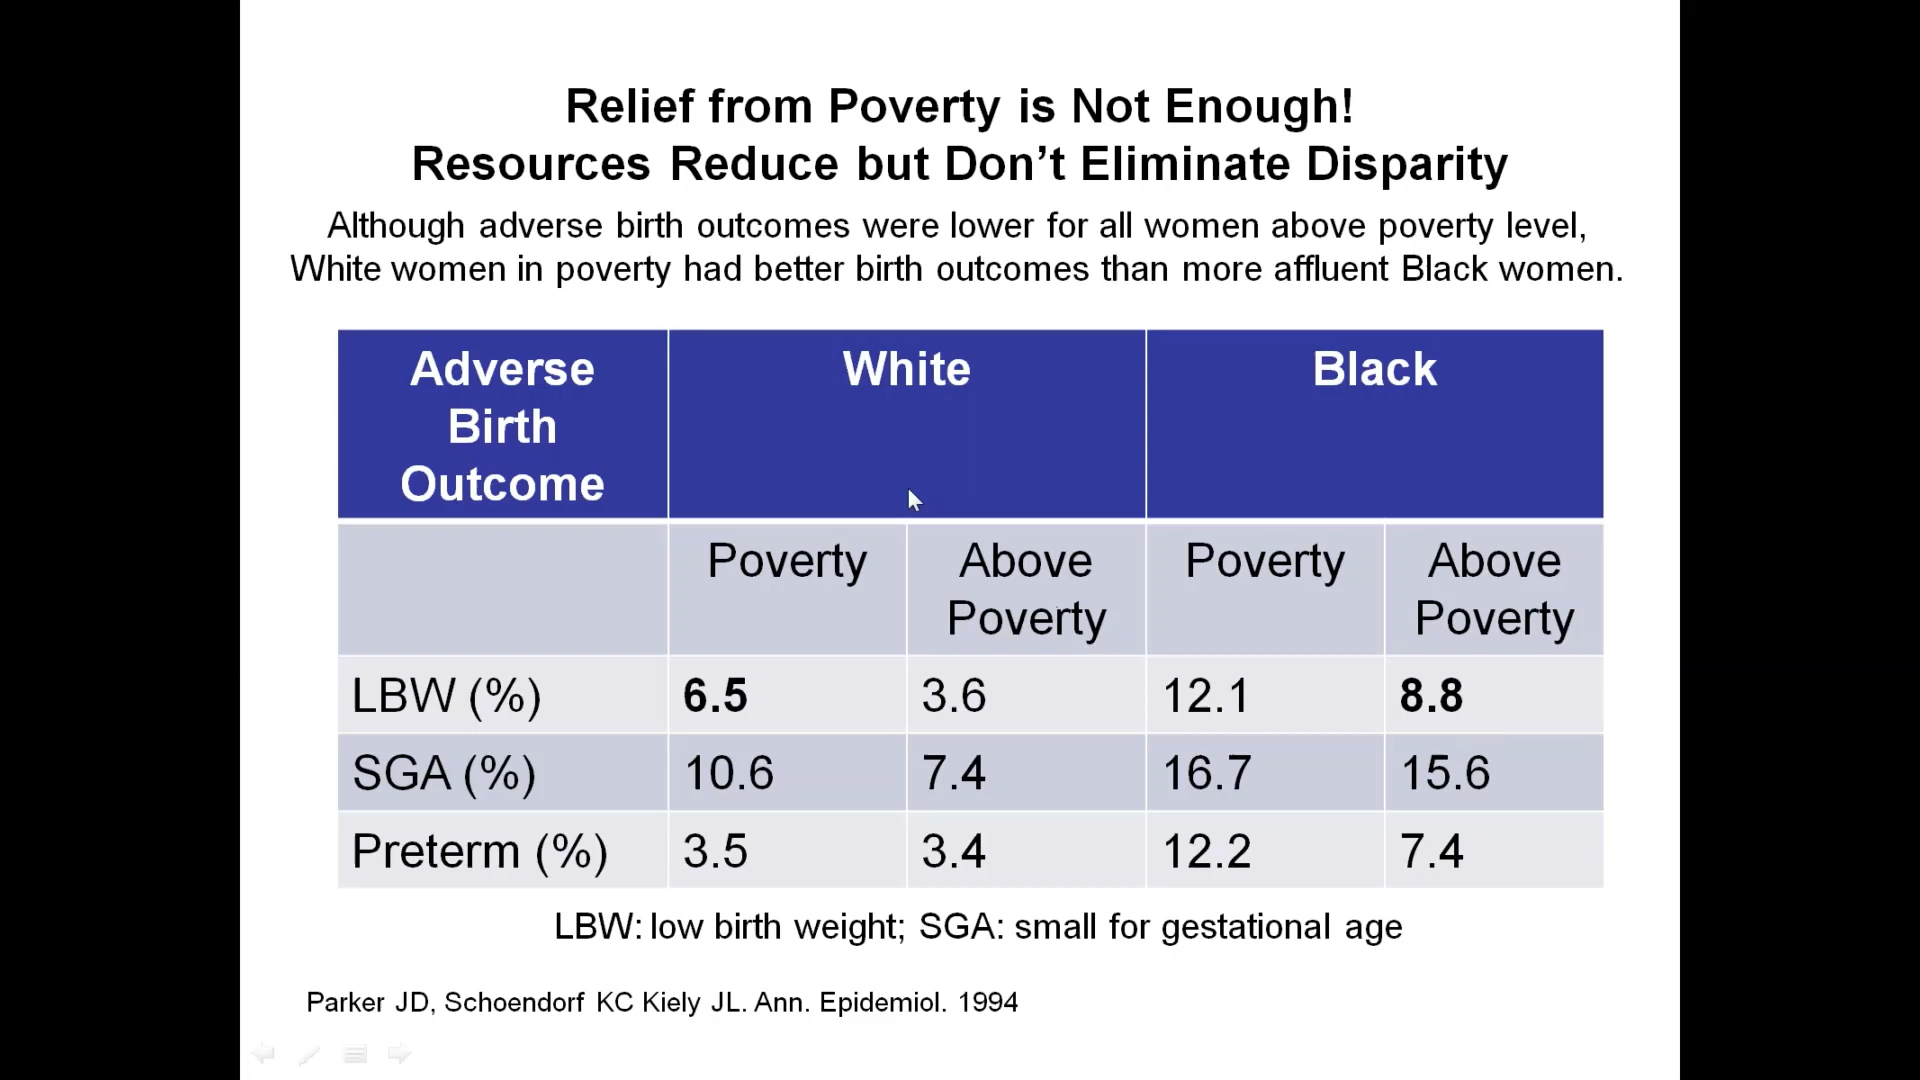 Relief from Poverty is Not Enough!
Resources Reduce but Don’t Eliminate Disparity
Although adverse birth outcomes were lower for all women above poverty level,
White women in poverty had better birth outcomes than more affluent Black women.
Adverse Birth Outcome White Black
Poverty Above Poverty Poverty Above Poverty
LBW (%) 6.5 3.6 12.1 8.8
SGA (%) 10.6 7.4 16.7 15.6
Preterm (%) 3.5 3.4 12.2 7.4
LBW: low birth weight; SGA: small for gestational age
Parker JD, Schoendorf KC Kiely JL. Ann. Epidemiol. 1994